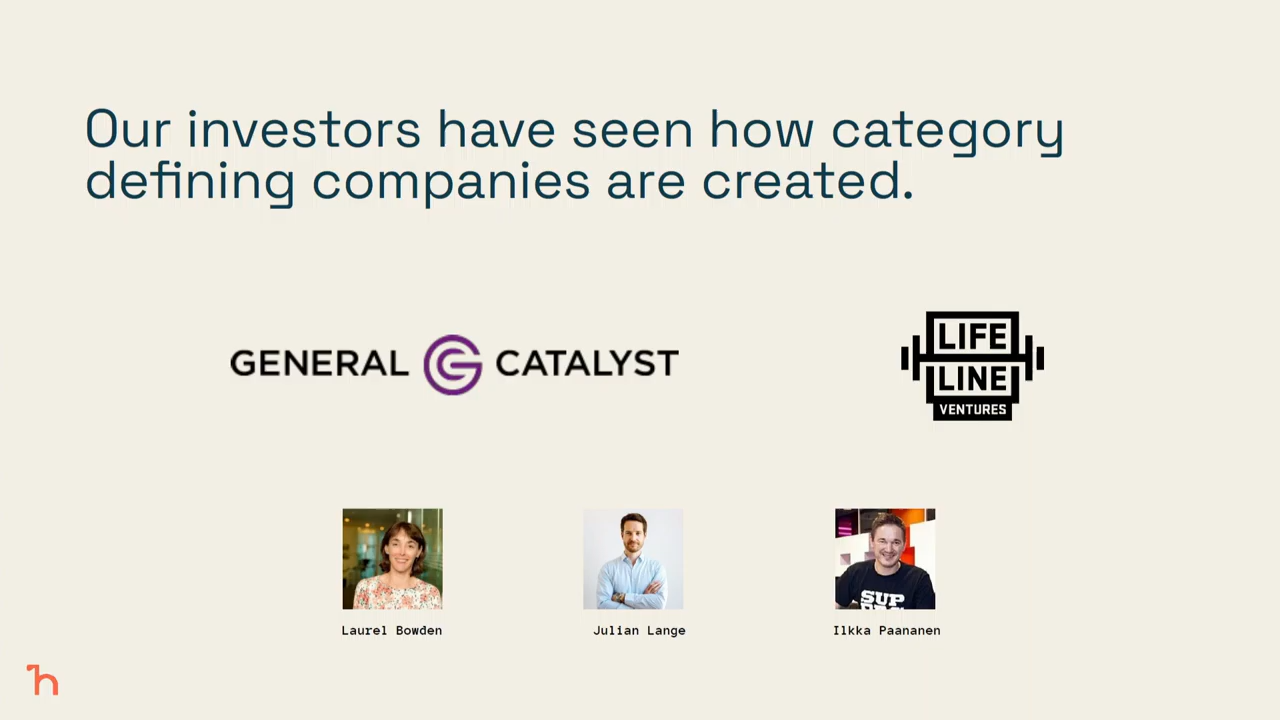 Our investors have seen how category
defining companies are created.
GENERAL CATALYST
LIFE
LINE
VENTURES
SUP
Laurel Bowden
Julian Lange
Ilkka Paananen
h